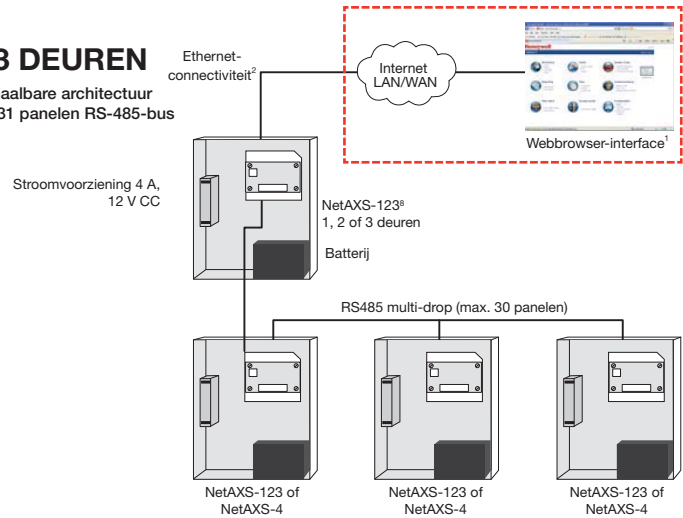 3 DEUREN
aalbare architectuur
31 panelen RS-485-bus
Ethernet-
connectiviteit²
Internet
LAN/WAN
Webbrowser-interface¹
Stroomvoorziening 4 A,
12 V CC
NetAXS-123⁸
1, 2 of 3 deuren
Batterij
RS485 multi-drop (max. 30 panelen)
NetAXS-123 of
NetAXS-4
NetAXS-123 of
NetAXS-4
NetAXS-123 of
NetAXS-4